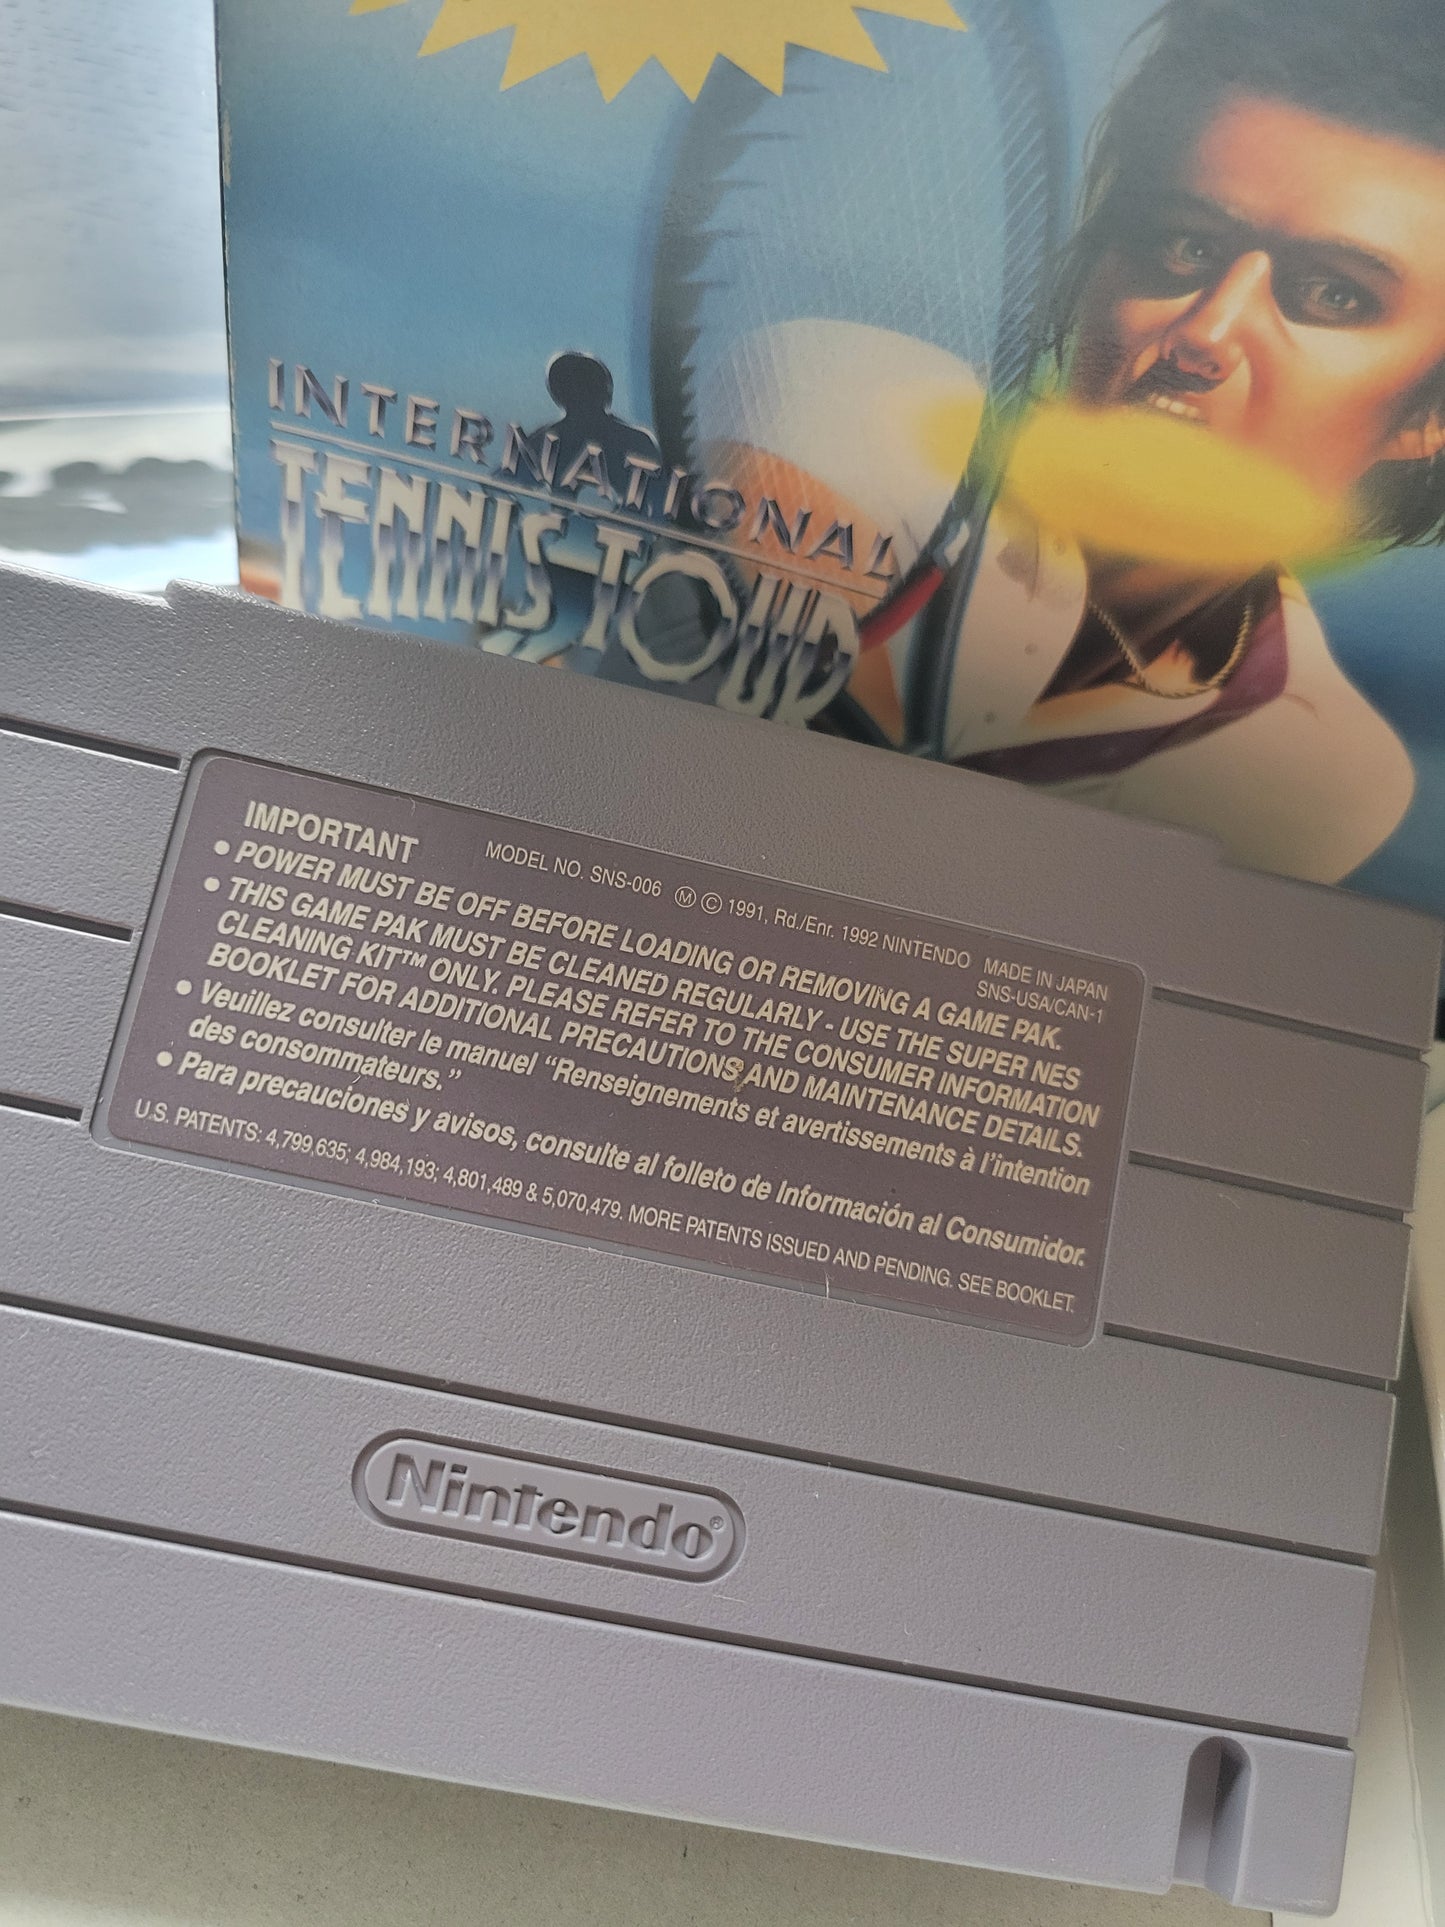 INTERNATIONAL
TENNIS TOUR
IMPORTANT
MODEL NO. SNS-006 Ⓜ © 1991, Rd./Enr. 1992 NINTENDO MADE IN JAPAN
SNS-USA/CAN-1
• POWER MUST BE OFF BEFORE LOADING OR REMOVING A GAME PAK.
• THIS GAME PAK MUST BE CLEANED REGULARLY - USE THE SUPER NES
CLEANING KIT™ ONLY. PLEASE REFER TO THE CONSUMER INFORMATION
BOOKLET FOR ADDITIONAL PRECAUTIONS AND MAINTENANCE DETAILS.
• Veuillez consulter le manuel “Renseignements et avertissements à l’intention
des consommateurs.”
• Para precauciones y avisos, consulte al folleto de Información al Consumidor.
U.S. PATENTS: 4,799,635; 4,984,193; 4,801,489 & 5,070,479. MORE PATENTS ISSUED AND PENDING. SEE BOOKLET.
Nintendo®